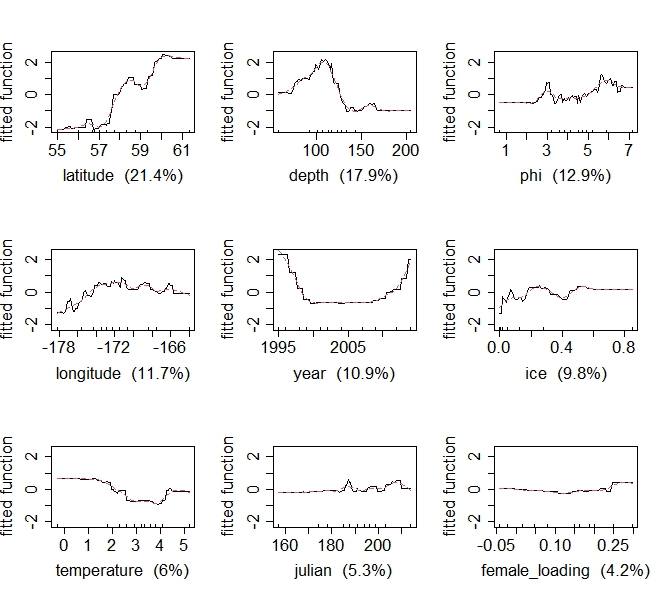 fitted function
2
0
-2
55 57 59 61
latitude (21.4%)
fitted function
2
0
-2
100 150 200
depth (17.9%)
fitted function
2
0
-2
1 3 5 7
phi (12.9%)
fitted function
2
0
-2
-178 -172 -166
longitude (11.7%)
fitted function
2
0
-2
1995 2005
year (10.9%)
fitted function
2
0
-2
0.0 0.4 0.8
ice (9.8%)
fitted function
2
0
-2
0 1 2 3 4 5
temperature (6%)
fitted function
2
0
-2
160 180 200
julian (5.3%)
fitted function
2
0
-2
-0.05 0.10 0.25
female_loading (4.2%)